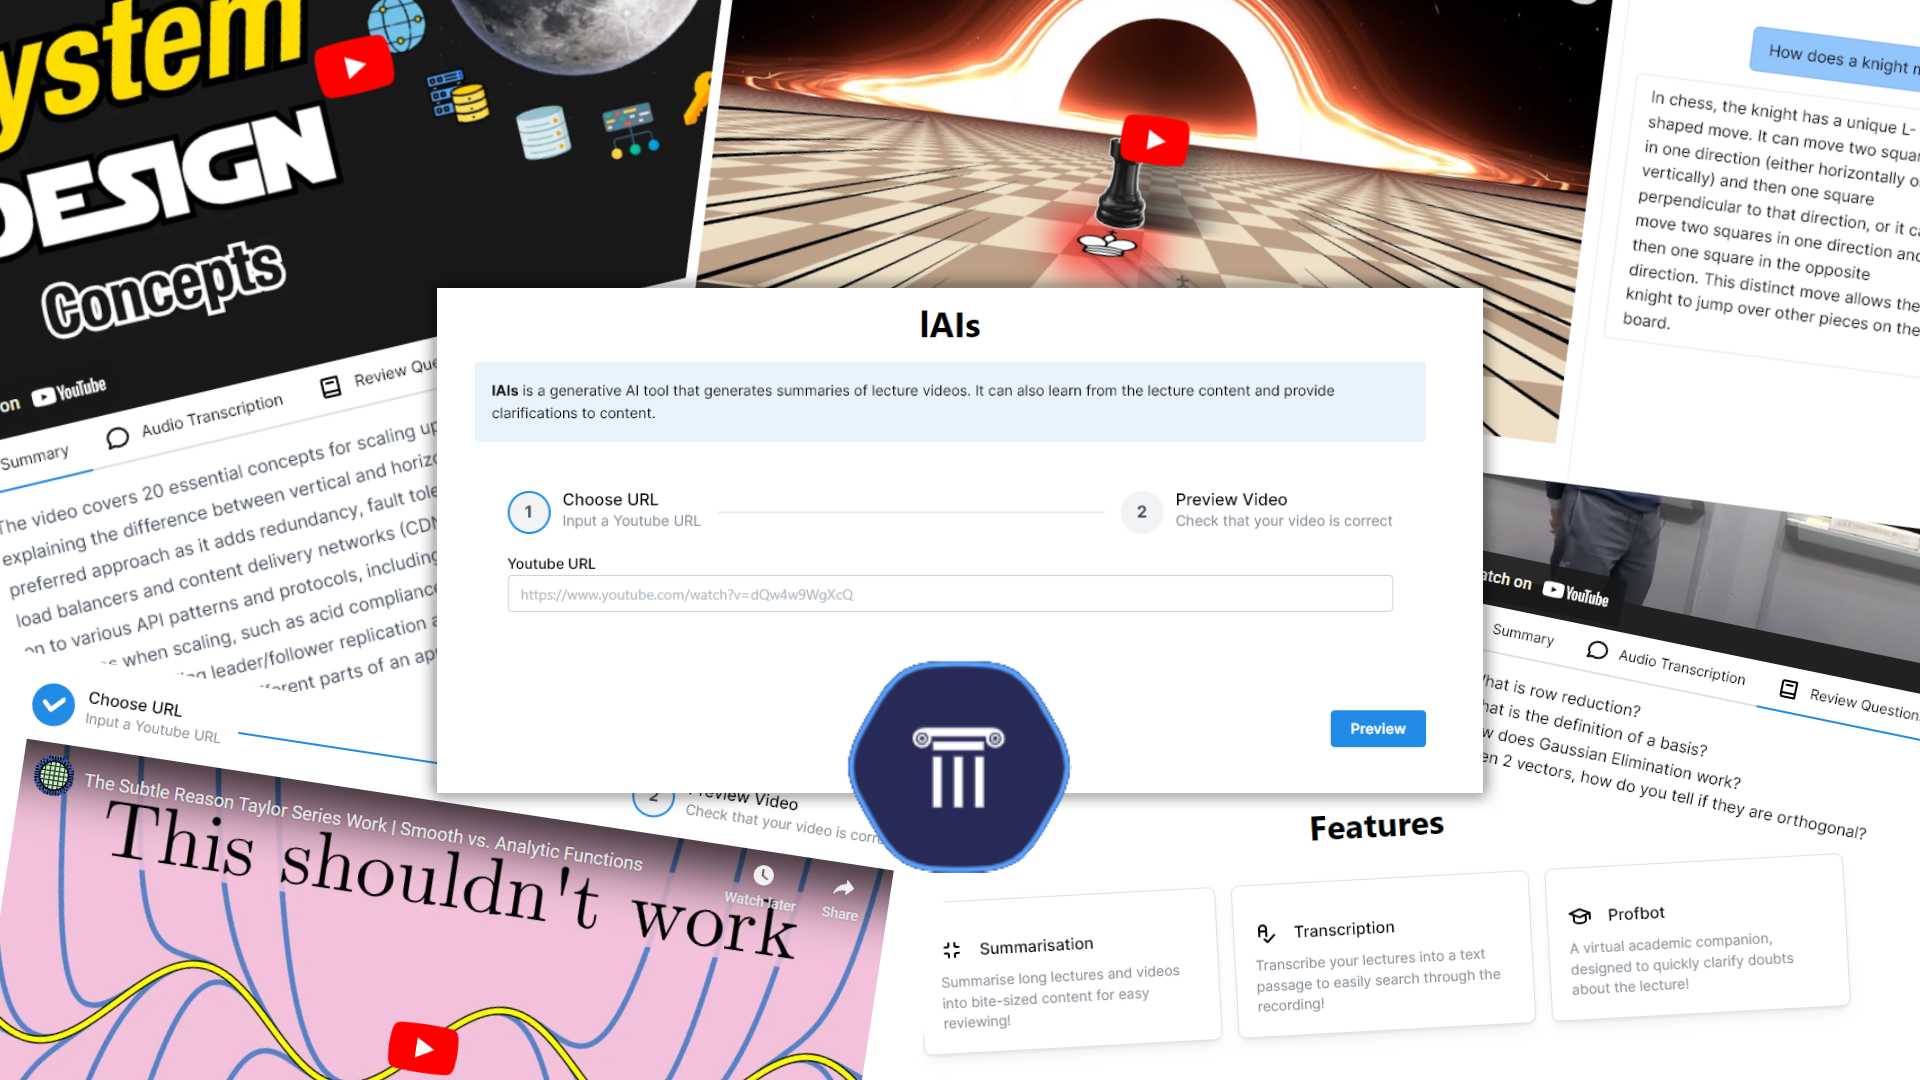 ystem
DESIGN
Concepts
on YouTube
Summary
Audio Transcription
Review Que
The video covers 20 essential concepts for scaling up
explaining the difference between vertical and horizo
preferred approach as it adds redundancy, fault tole
load balancers and content delivery networks (CDN
on to various API patterns and protocols, including
when scaling, such as acid compliance
leader/follower replication a
different parts of an app
How does a knight m
In chess, the knight has a unique L-
shaped move. It can move two squar
in one direction (either horizontally o
vertically) and then one square
perpendicular to that direction, or it ca
move two squares in one direction and
then one square in the opposite
direction. This distinct move allows the
knight to jump over other pieces on the
board.
lAIs
lAIs is a generative AI tool that generates summaries of lecture videos. It can also learn from the lecture content and provide
clarifications to content.
1
Choose URL
Input a Youtube URL
2
Preview Video
Check that your video is correct
Youtube URL
https://www.youtube.com/watch?v=dQw4w9WgXcQ
Preview
atch on YouTube
Summary
Audio Transcription
Review Question
hat is row reduction?
hat is the definition of a basis?
w does Gaussian Elimination work?
en 2 vectors, how do you tell if they are orthogonal?
Choose URL
Input a Youtube URL
2
Preview Video
Check that your video is corre
The Subtle Reason Taylor Series Work | Smooth vs. Analytic Functions
Watch later
Share
This shouldn't work
Features
Summarisation
Summarise long lectures and videos
into bite-sized content for easy
reviewing!
Transcription
Transcribe your lectures into a text
passage to easily search through the
recording!
Profbot
A virtual academic companion,
designed to quickly clarify doubts
about the lecture!